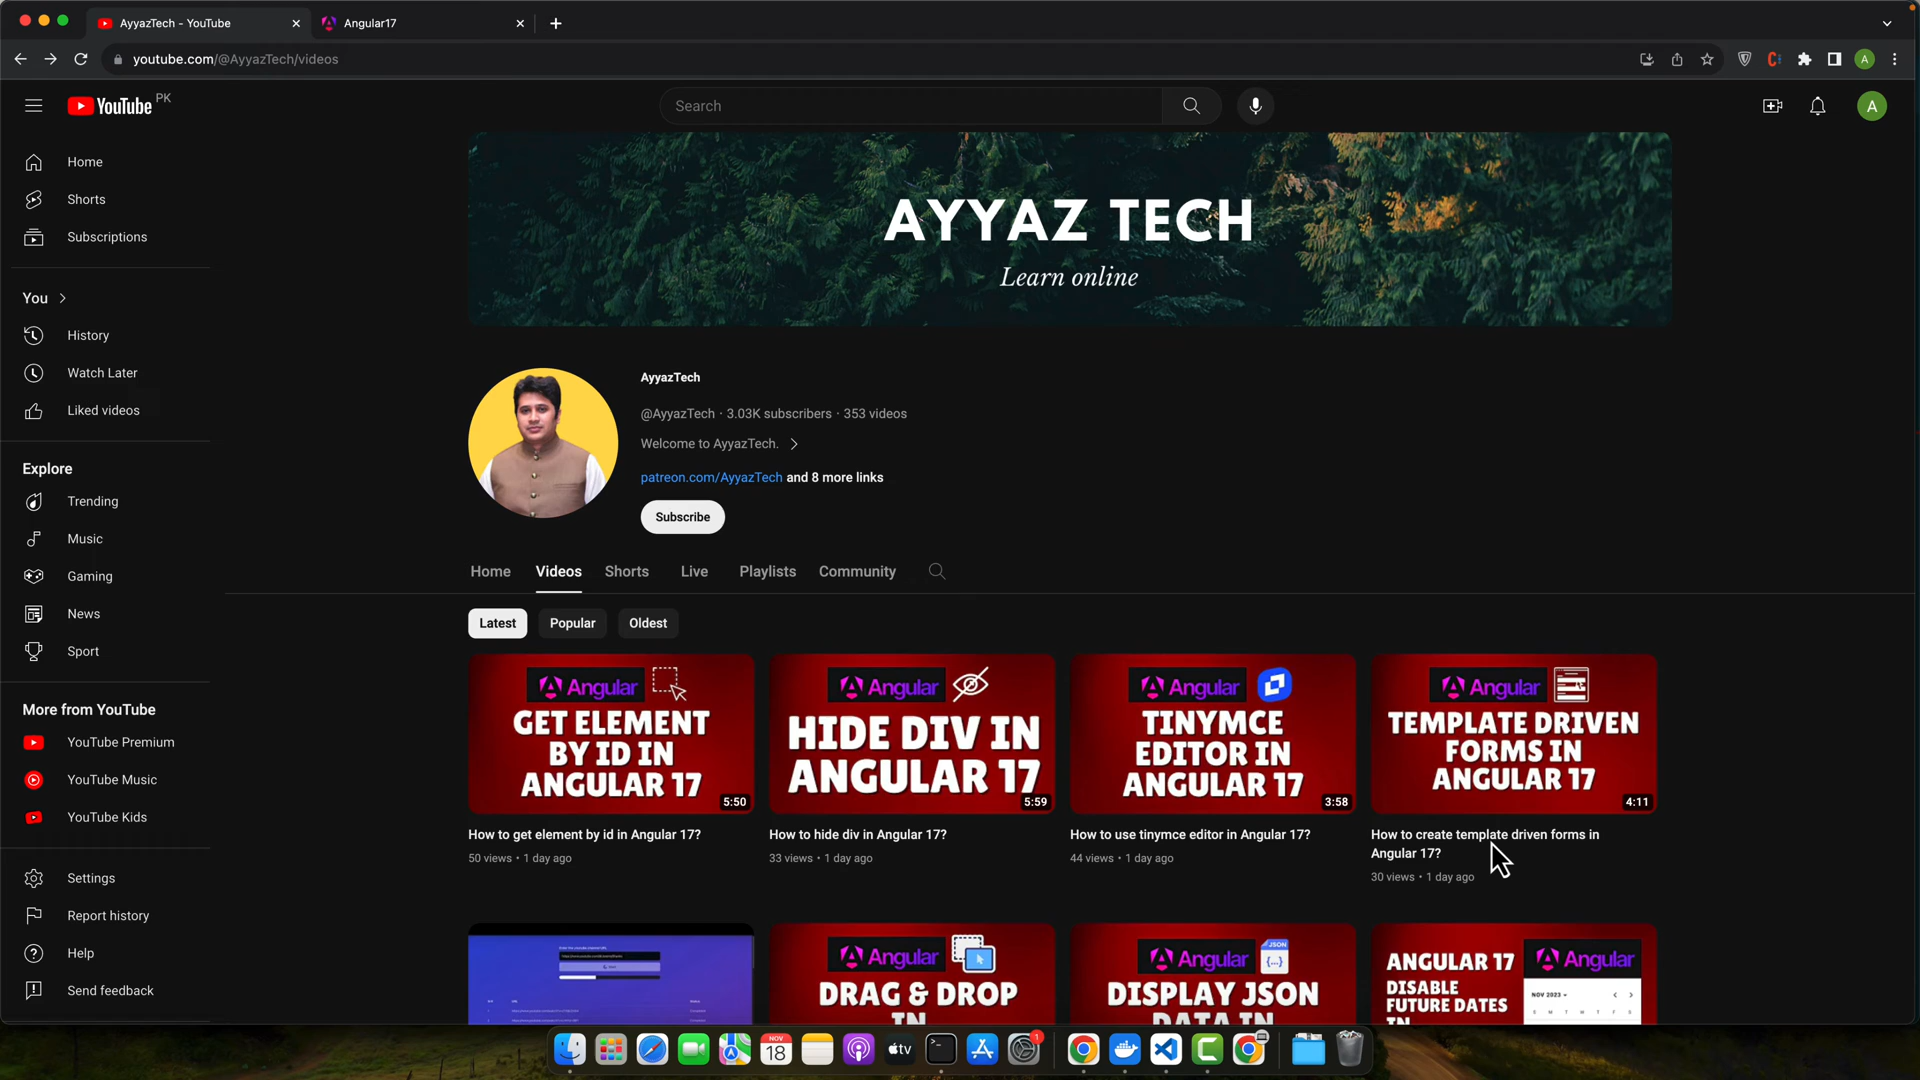 AyyazTech - YouTube
Angular17
youtube.com/@AyyazTech/videos
YouTube PK
Search
A
A
Home
Shorts
Subscriptions
You
History
Watch Later
Liked videos
Explore
Trending
Music
Gaming
News
Sport
More from YouTube
YouTube Premium
YouTube Music
YouTube Kids
Settings
Report history
Help
Send feedback
AYYAZ TECH
Learn online
AyyazTech
@AyyazTech · 3.03K subscribers · 353 videos
Welcome to AyyazTech.
patreon.com/AyyazTech and 8 more links
Subscribe
Home
Videos
Shorts
Live
Playlists
Community
Latest
Popular
Oldest
Angular
GET ELEMENT
BY ID IN
ANGULAR 17
5:50
How to get element by id in Angular 17?
50 views · 1 day ago
Angular
HIDE DIV IN
ANGULAR 17
5:59
How to hide div in Angular 17?
33 views · 1 day ago
Angular
TINYMCE
EDITOR IN
ANGULAR 17
3:58
How to use tinymce editor in Angular 17?
44 views · 1 day ago
Angular
TEMPLATE DRIVEN
FORMS IN
ANGULAR 17
4:11
How to create template driven forms in
Angular 17?
30 views · 1 day ago
Angular
DRAG & DROP
IN
Angular
JSON
{...}
DISPLAY JSON
DATA IN
ANGULAR 17
DISABLE
FUTURE DATES
IN
Angular
NOV 2023
S M T W T F S
NOV
18
tv
1